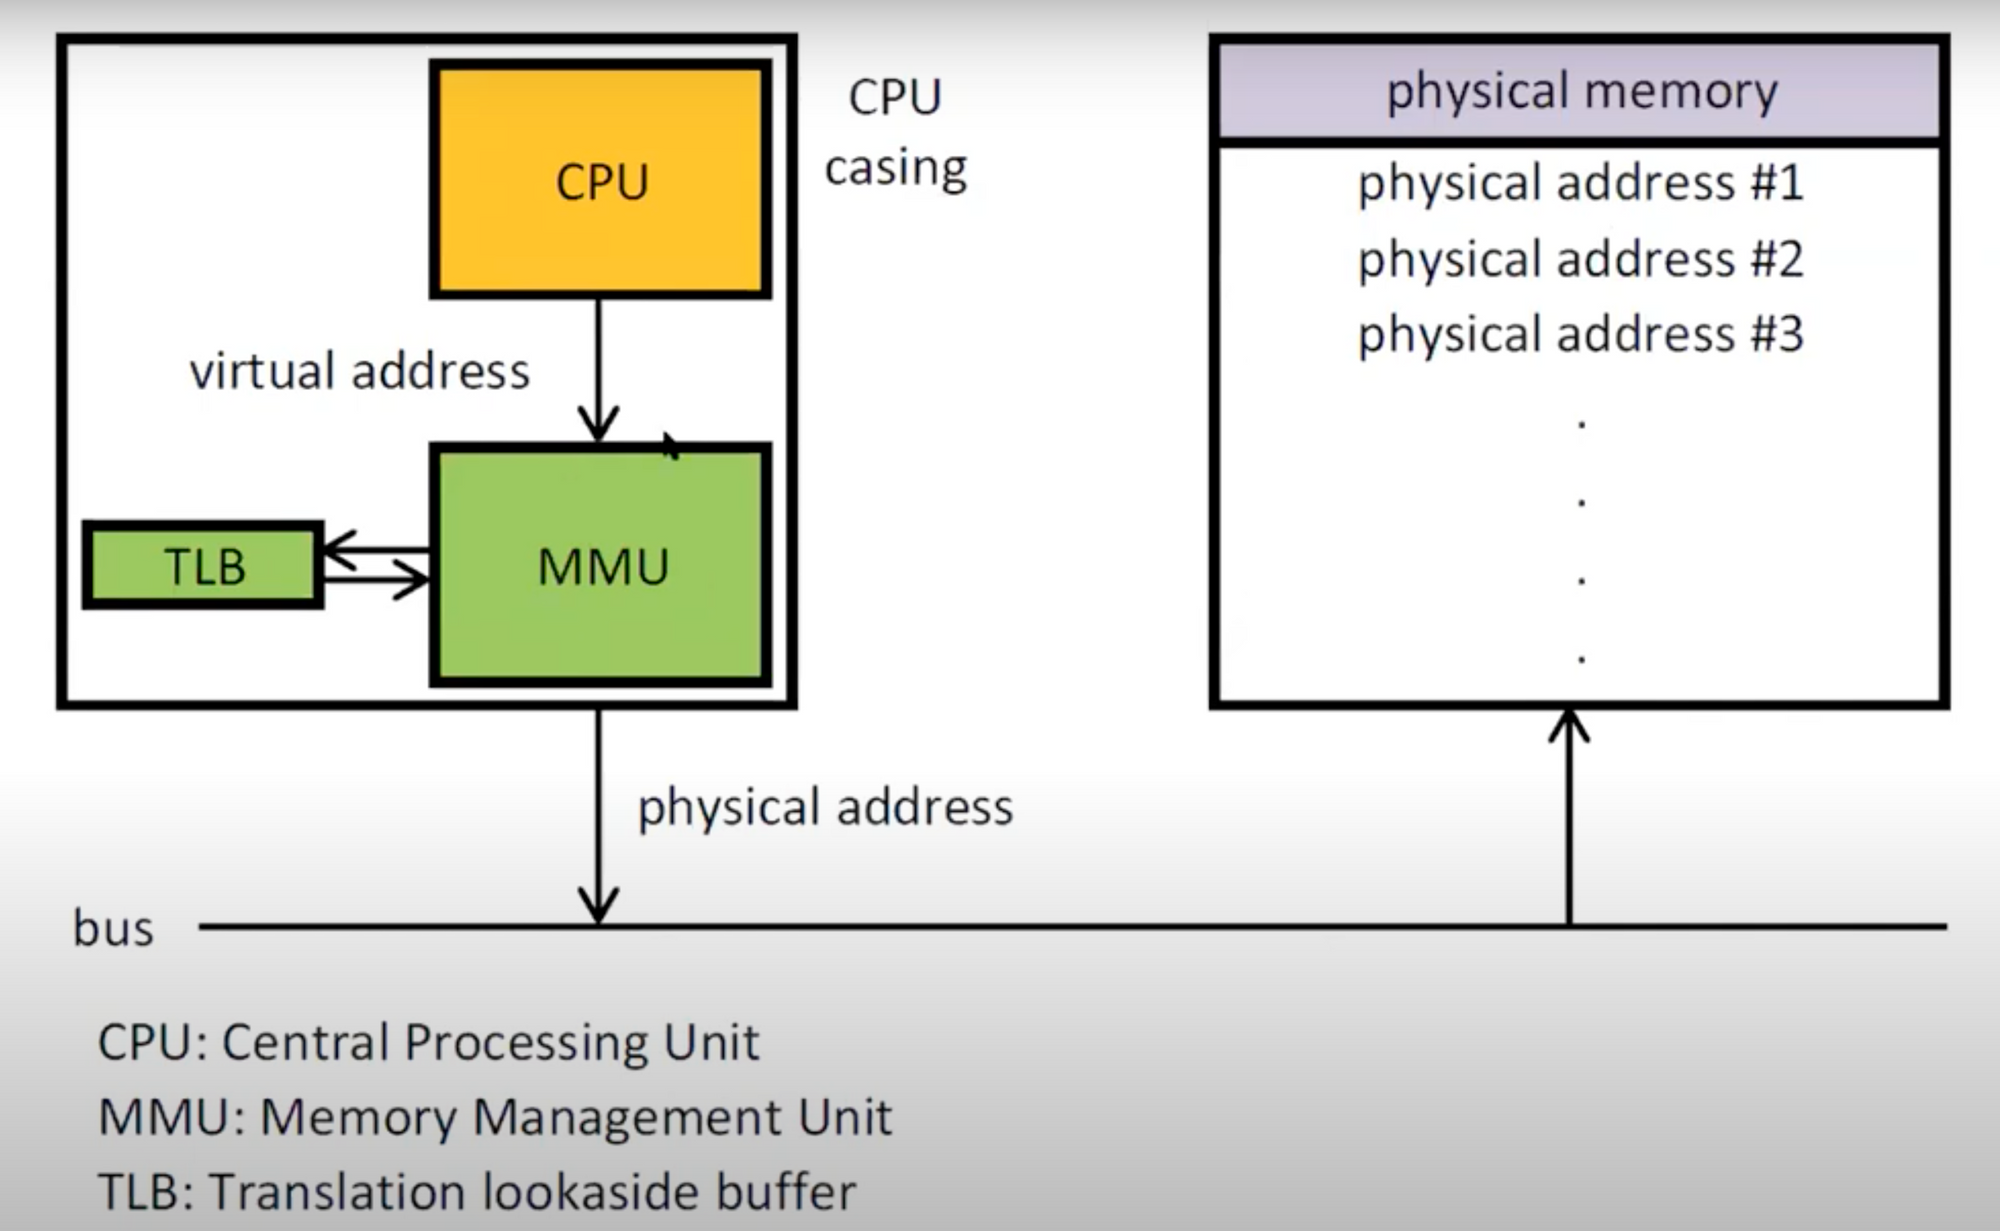 CPU
CPU
casing
virtual address
TLB
MMU
physical memory
physical address #1
physical address #2
physical address #3
.
.
.
.
physical address
bus
CPU: Central Processing Unit
MMU: Memory Management Unit
TLB: Translation lookaside buffer